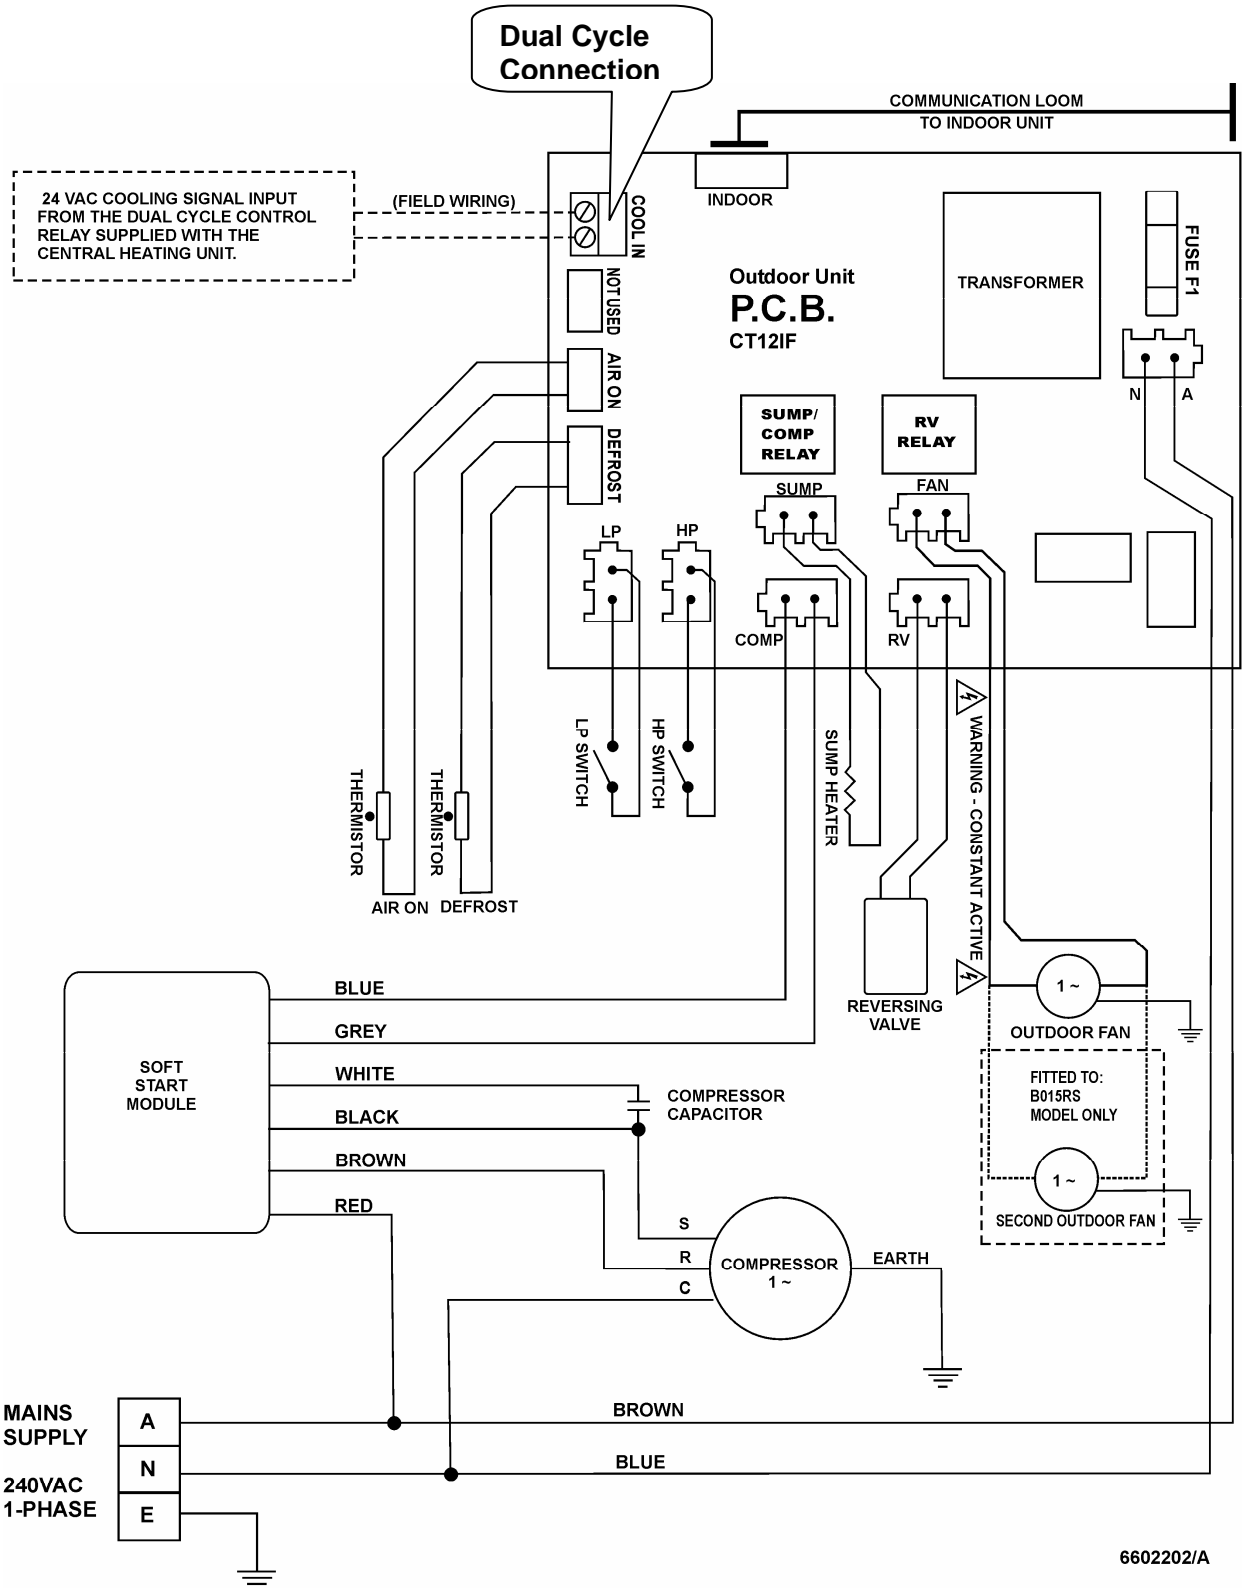 Dual Cycle
Connection
COMMUNICATION LOOM
TO INDOOR UNIT
24 VAC COOLING SIGNAL INPUT
FROM THE DUAL CYCLE CONTROL
RELAY SUPPLIED WITH THE
CENTRAL HEATING UNIT.
(FIELD WIRING)
COOL IN
INDOOR
NOT USED
AIR ON
DEFROST
Outdoor Unit
P.C.B.
CT12IF
TRANSFORMER
FUSE F1
N
A
SUMP/
COMP
RELAY
RV
RELAY
SUMP
FAN
LP
HP
COMP
RV
LP SWITCH
HP SWITCH
SUMP HEATER
WARNING - CONSTANT ACTIVE
THERMISTOR
THERMISTOR
AIR ON
DEFROST
REVERSING
VALVE
1 ~
OUTDOOR FAN
FITTED TO:
B015RS
MODEL ONLY
1 ~
SECOND OUTDOOR FAN
SOFT
START
MODULE
BLUE
GREY
WHITE
BLACK
BROWN
RED
COMPRESSOR
CAPACITOR
S
R
C
COMPRESSOR
1 ~
EARTH
MAINS
SUPPLY
240VAC
1-PHASE
A
N
E
BROWN
BLUE
6602202/A